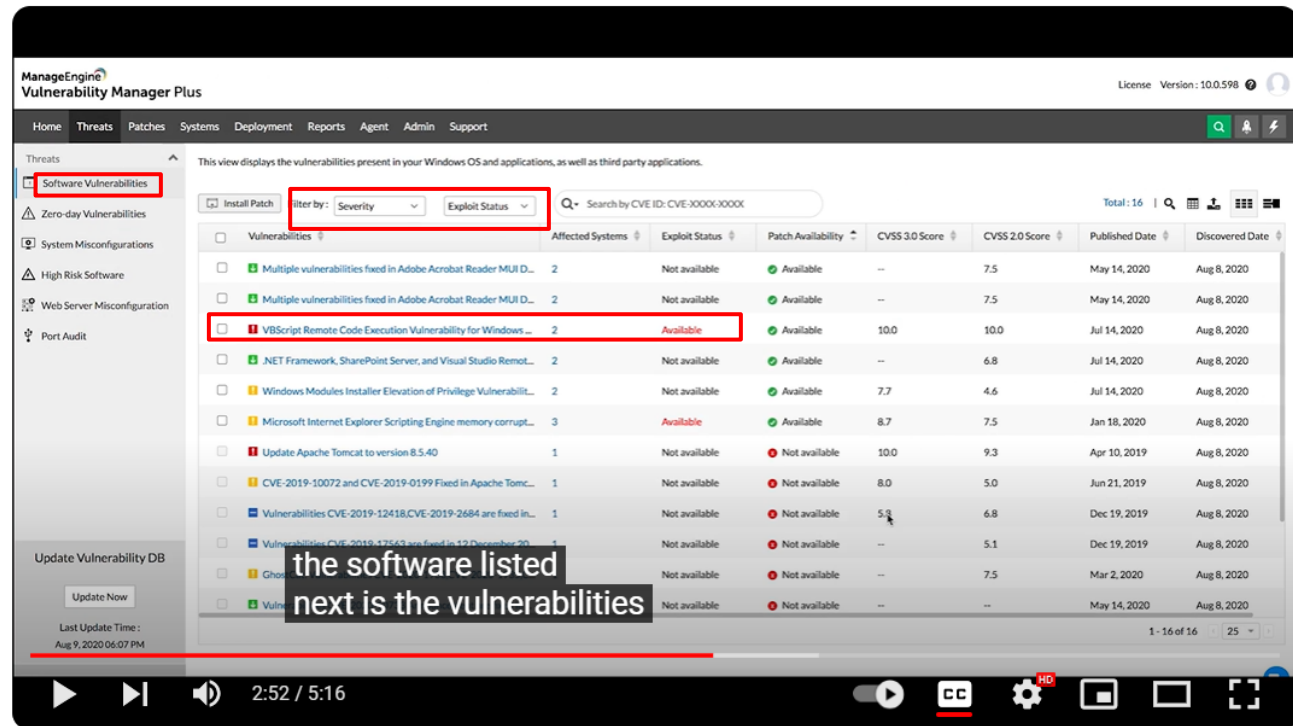 ManageEngine
Vulnerability Manager Plus
License Version : 10.0.598
Home Threats Patches Systems Deployment Reports Agent Admin Support
Threats
Software Vulnerabilities
Zero-day Vulnerabilities
System Misconfigurations
High Risk Software
Web Server Misconfiguration
Port Audit
Update Vulnerability DB
Update Now
Last Update Time :
Aug 9, 2020 06:07 PM
This view displays the vulnerabilities present in your Windows OS and applications, as well as third party applications.
Install Patch Filter by : Severity Exploit Status Search by CVE ID: CVE-XXXX-XXXX Total : 16
Vulnerabilities Affected Systems Exploit Status Patch Availability CVSS 3.0 Score CVSS 2.0 Score Published Date Discovered Date
Multiple vulnerabilities fixed in Adobe Acrobat Reader MUI D... 2 Not available Available -- 7.5 May 14, 2020 Aug 8, 2020
Multiple vulnerabilities fixed in Adobe Acrobat Reader MUI D... 2 Not available Available -- 7.5 May 14, 2020 Aug 8, 2020
VBScript Remote Code Execution Vulnerability for Windows ... 2 Available Available 10.0 10.0 Jul 14, 2020 Aug 8, 2020
.NET Framework, SharePoint Server, and Visual Studio Remot... 2 Not available Available -- 6.8 Jul 14, 2020 Aug 8, 2020
Windows Modules Installer Elevation of Privilege Vulnerabilit... 2 Not available Available 7.7 4.6 Jul 14, 2020 Aug 8, 2020
Microsoft Internet Explorer Scripting Engine memory corrupt... 3 Available Available 8.7 7.5 Jan 18, 2020 Aug 8, 2020
Update Apache Tomcat to version 8.5.40 1 Not available Not available 10.0 9.3 Apr 10, 2019 Aug 8, 2020
CVE-2019-10072 and CVE-2019-0199 Fixed in Apache Tomc... 1 Not available Not available 8.0 5.0 Jun 21, 2019 Aug 8, 2020
Vulnerabilities CVE-2019-12418,CVE-2019-2684 are fixed in... 1 Not available Not available 6.8 Dec 19, 2019 Aug 8, 2020
Vulnerabilities CVE-2019-17563 are fixed in 12 December 20... 1 Not available Not available -- 5.1 Dec 19, 2019 Aug 8, 2020
Not available Not available -- 7.5 Mar 2, 2020 Aug 8, 2020
Not available Not available -- -- May 14, 2020 Aug 8, 2020
1 - 16 of 16 25
the software listed
next is the vulnerabilities
2:52 / 5:16 CC HD